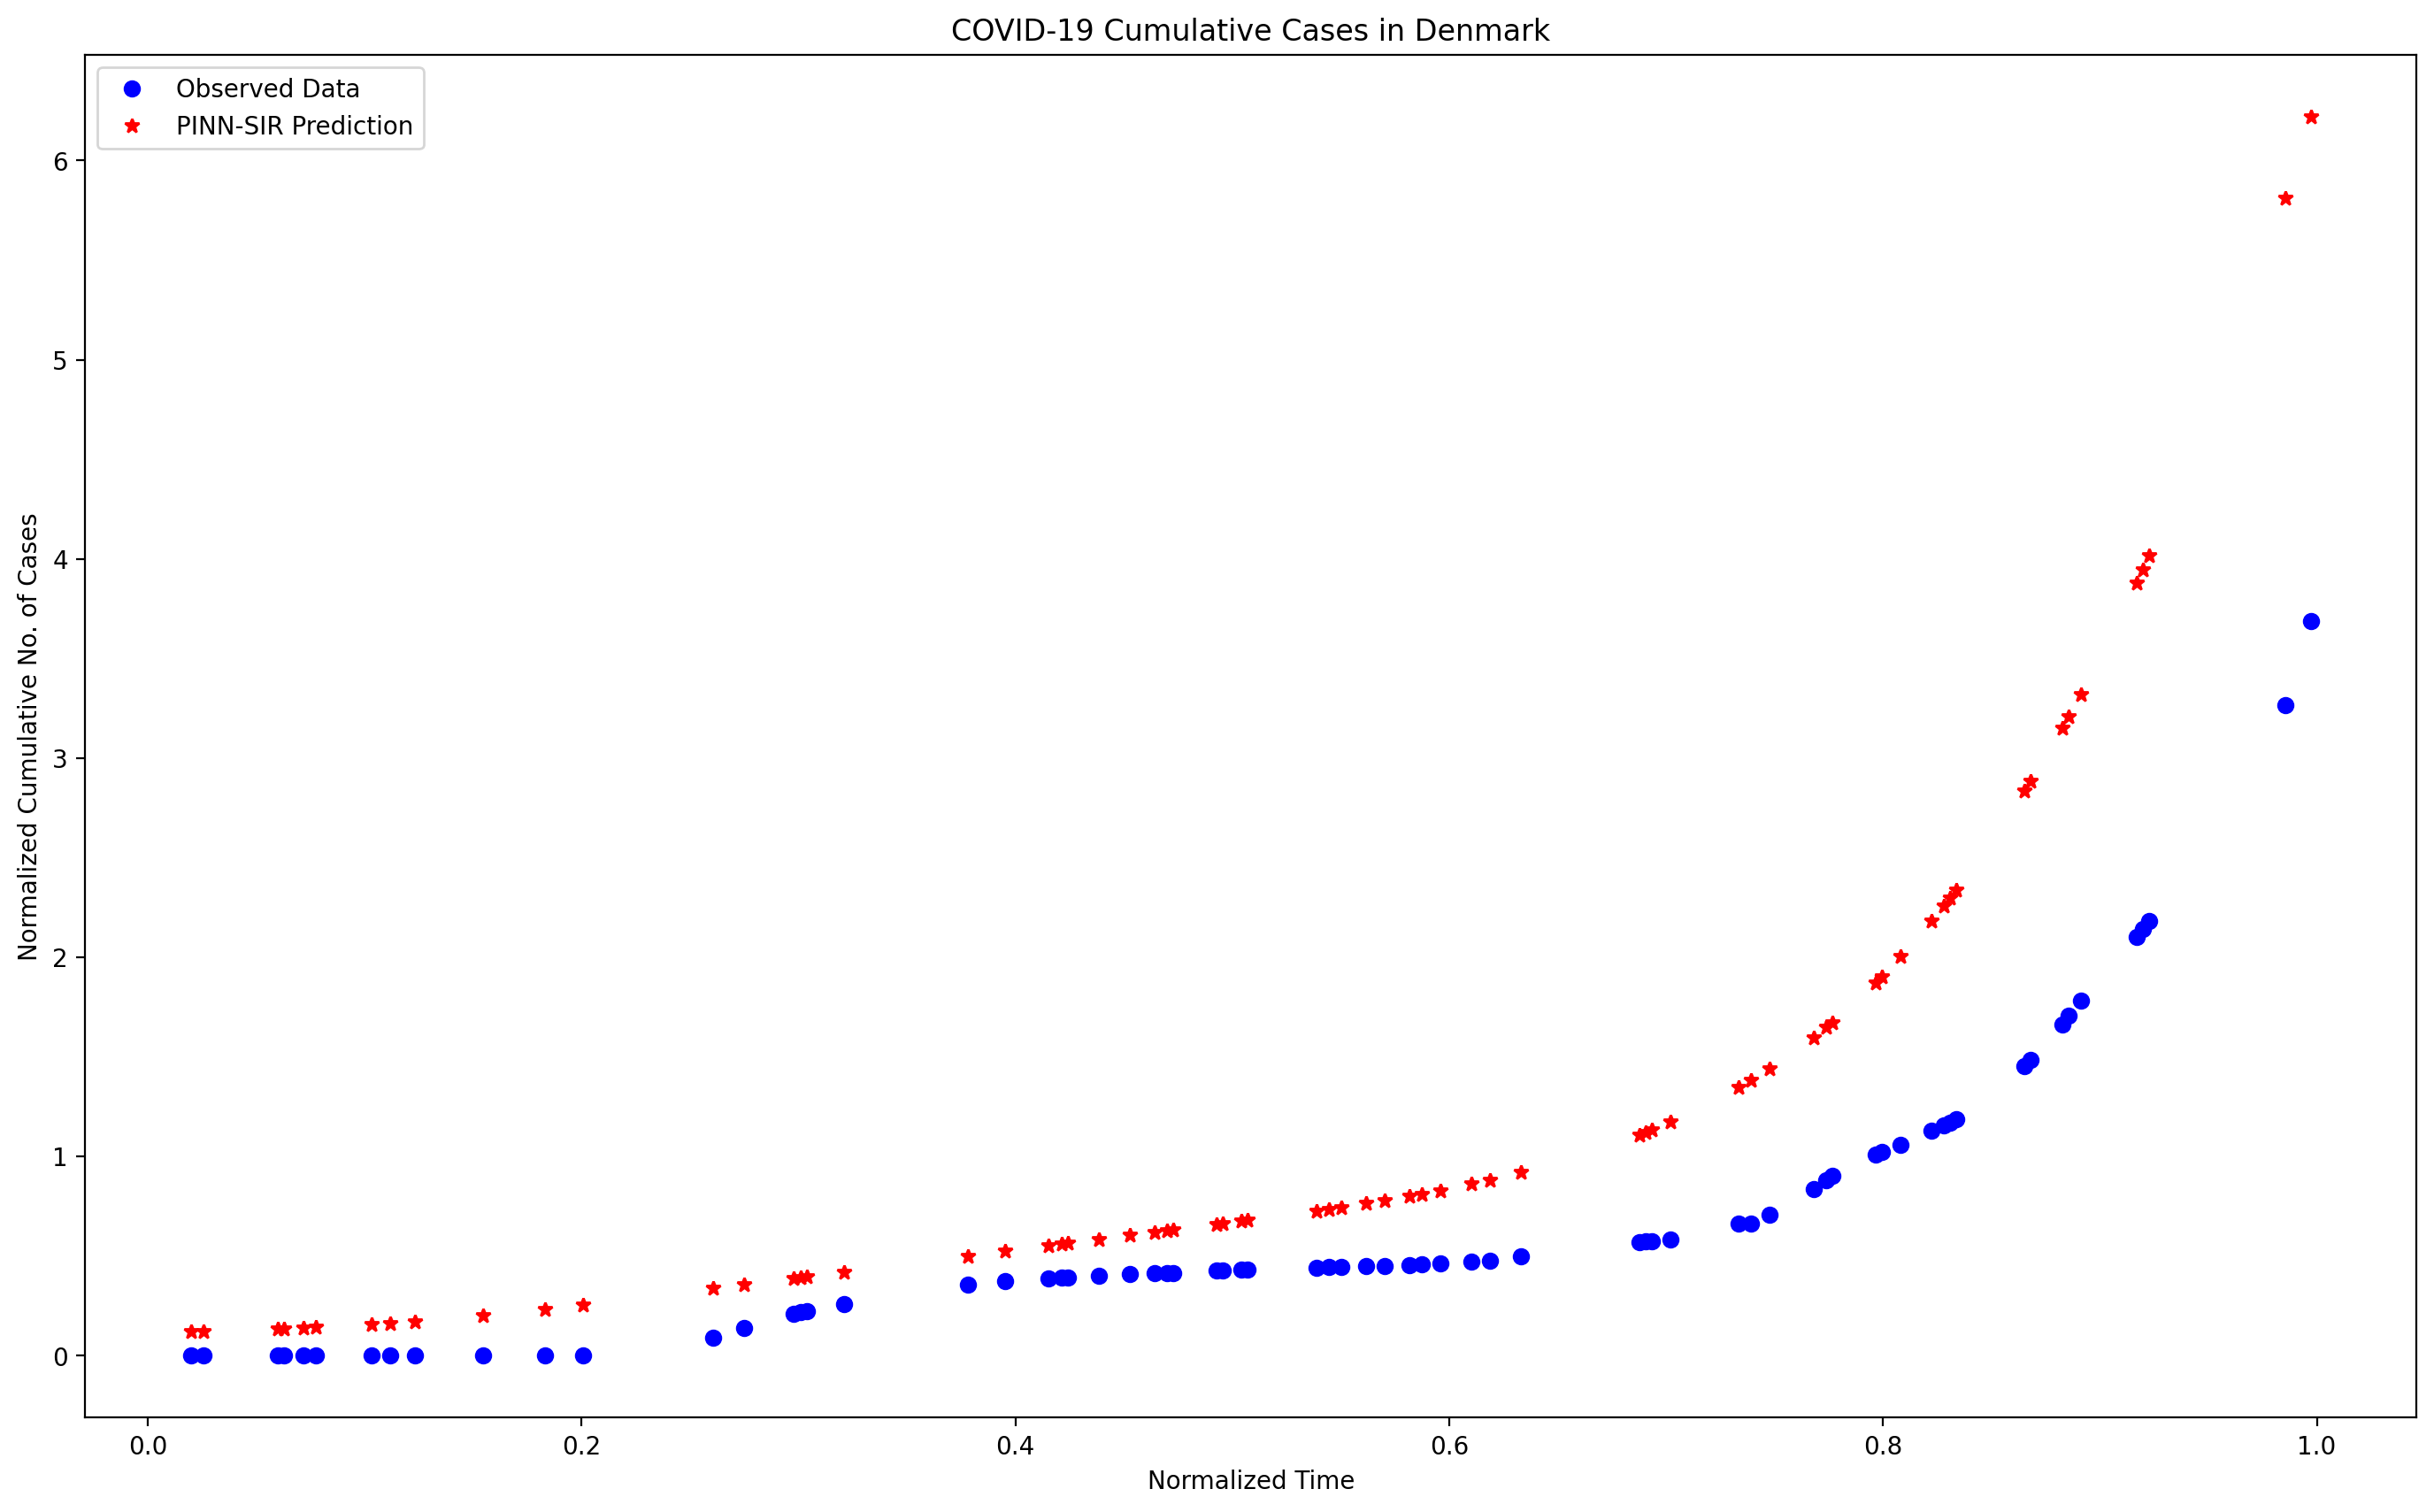 COVID-19 Cumulative Cases in Denmark
Observed Data
PINN-SIR Prediction
Normalized Cumulative No. of Cases
6
5
4
3
2
1
0
0.0 0.2 0.4 0.6 0.8 1.0
Normalized Time